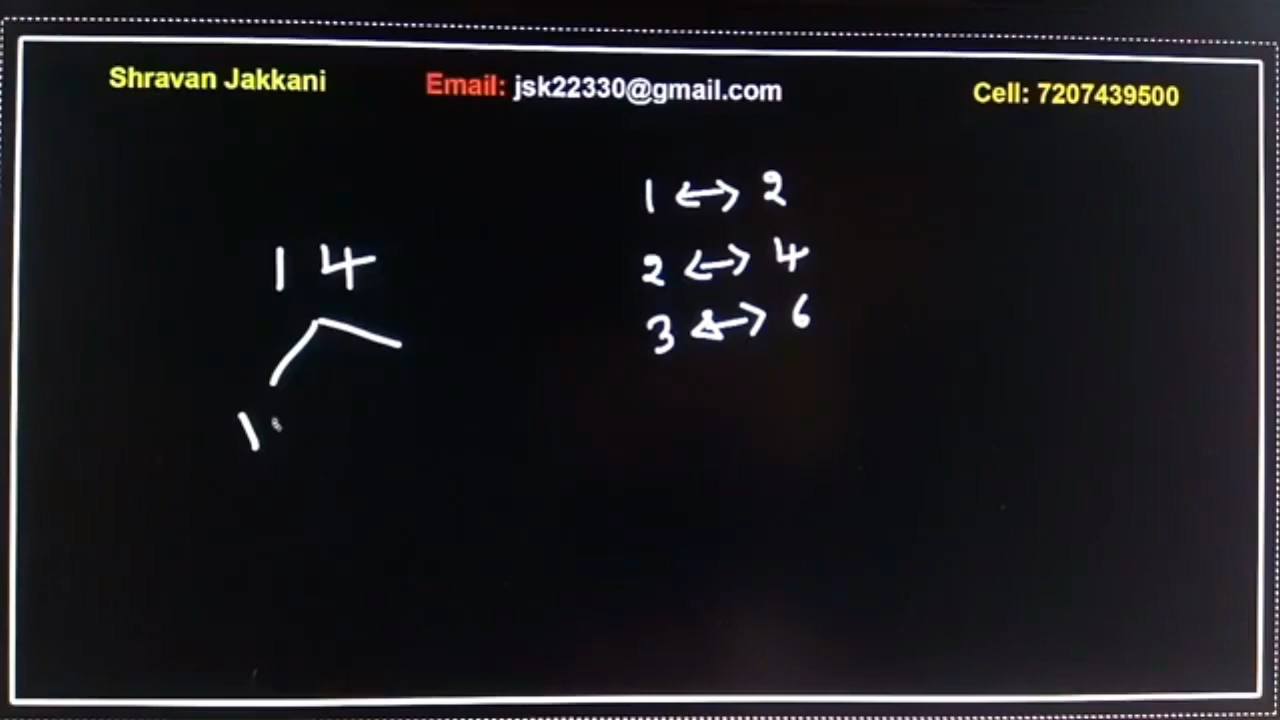 Shravan Jakkani Email: jsk22330@gmail.com Cell: 7207439500
1 ↔ 2
14
2 ↔ 4
3 ↔ 6
1